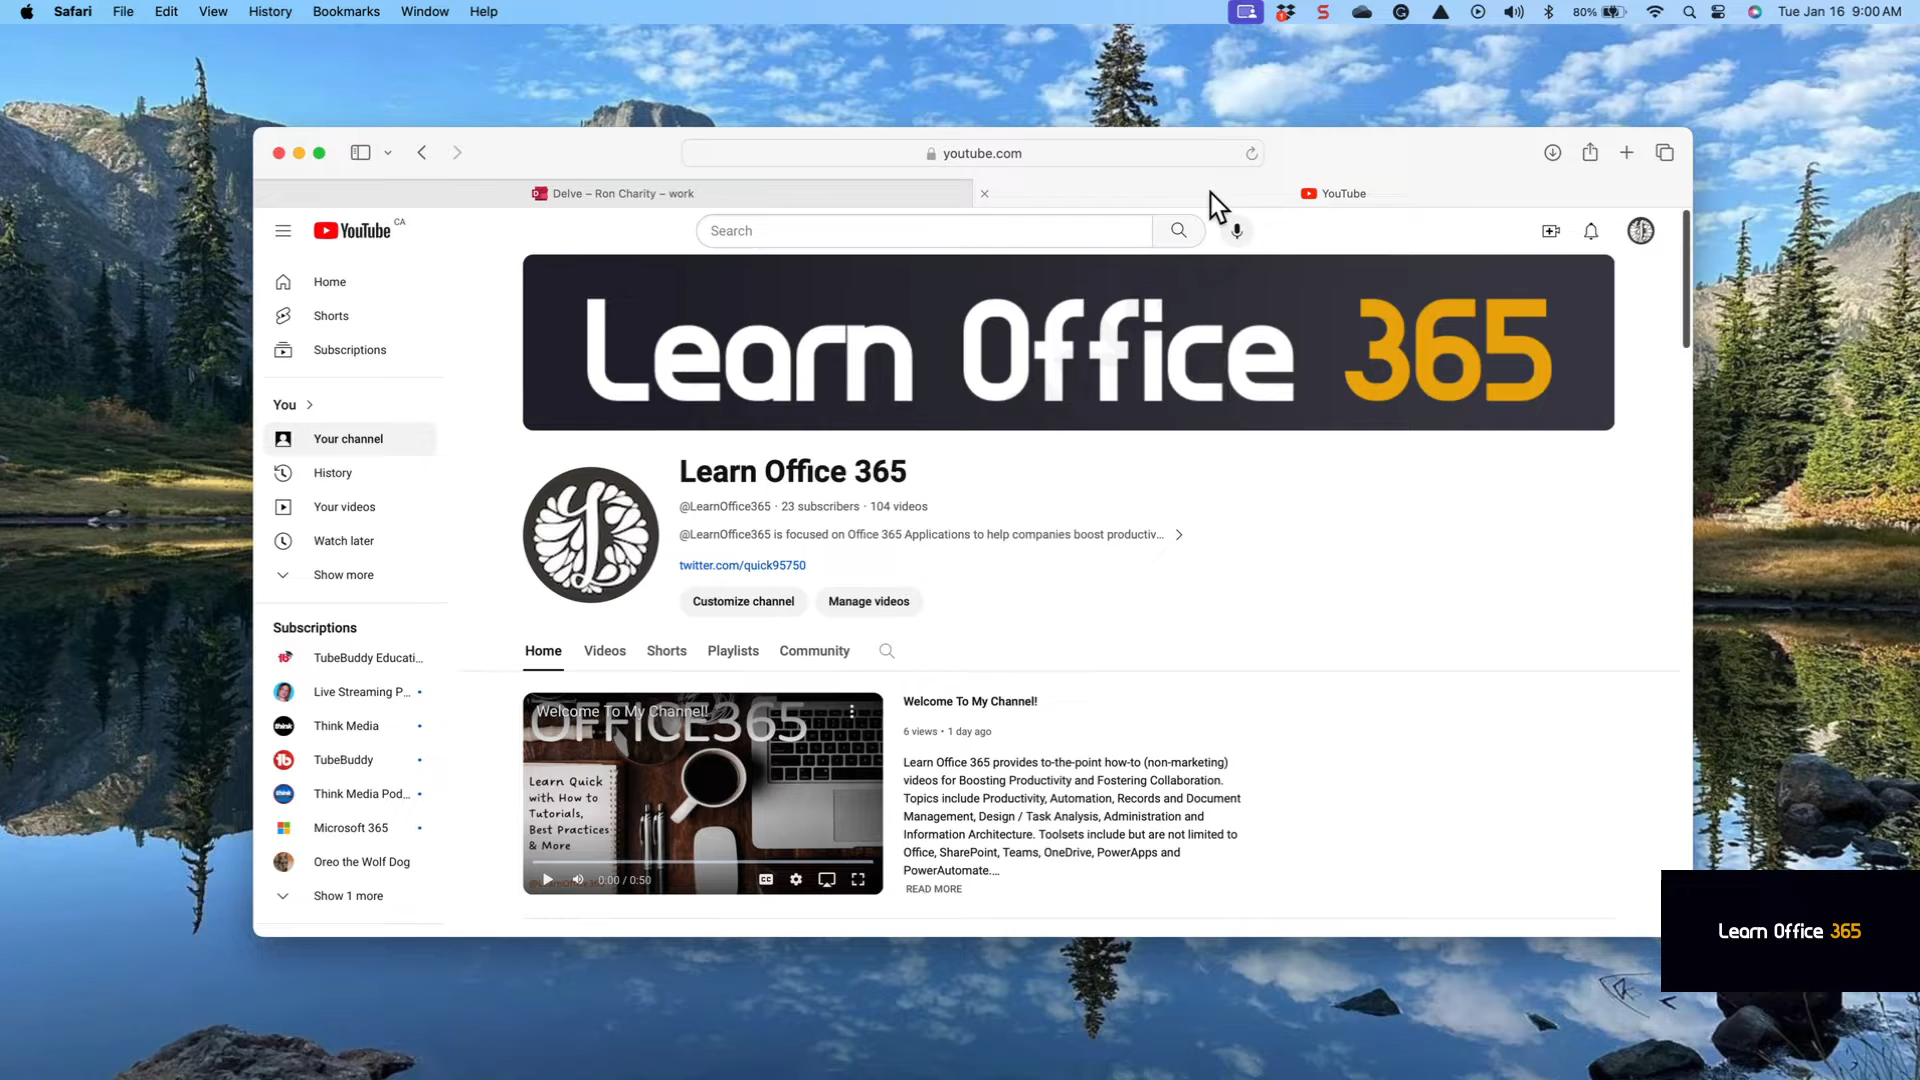 Safari File Edit View History Bookmarks Window Help
80% Tue Jan 16 9:00 AM
youtube.com
Delve – Ron Charity – work
YouTube
YouTube CA
Search
Home
Shorts
Subscriptions
You
Your channel
History
Your videos
Watch later
Show more
Subscriptions
TubeBuddy Educati...
Live Streaming P...
Think Media
TubeBuddy
Think Media Pod...
Microsoft 365
Oreo the Wolf Dog
Show 1 more
Learn Office 365
Learn Office 365
@LearnOffice365 · 23 subscribers · 104 videos
@LearnOffice365 is focused on Office 365 Applications to help companies boost productiv...
twitter.com/quick95750
Customize channel Manage videos
Home Videos Shorts Playlists Community
Welcome To My Channel!
OFFICE365
Learn Quick
with How to
Tutorials,
Best Practices
& More
0:00 / 0:50
Welcome To My Channel!
6 views • 1 day ago
Learn Office 365 provides to-the-point how-to (non-marketing)
videos for Boosting Productivity and Fostering Collaboration.
Topics include Productivity, Automation, Records and Document
Management, Design / Task Analysis, Administration and
Information Architecture. Toolsets include but are not limited to
Office, SharePoint, Teams, OneDrive, PowerApps and
PowerAutomate....
READ MORE
Learn Office 365